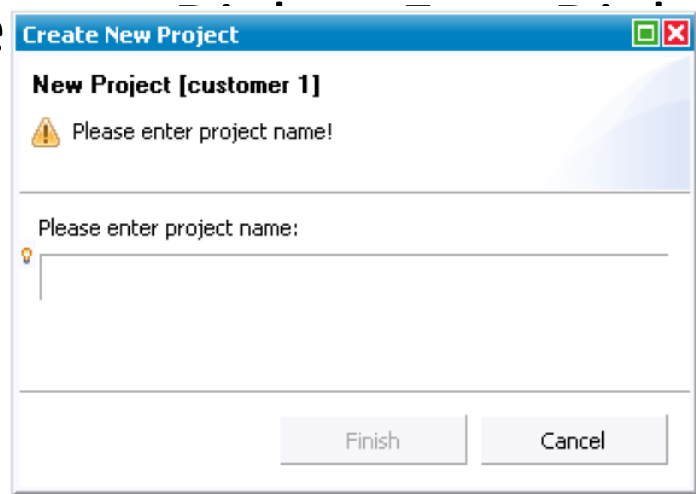 Create New Project
New Project [customer 1]
Please enter project name!
Please enter project name:
Finish
Cancel